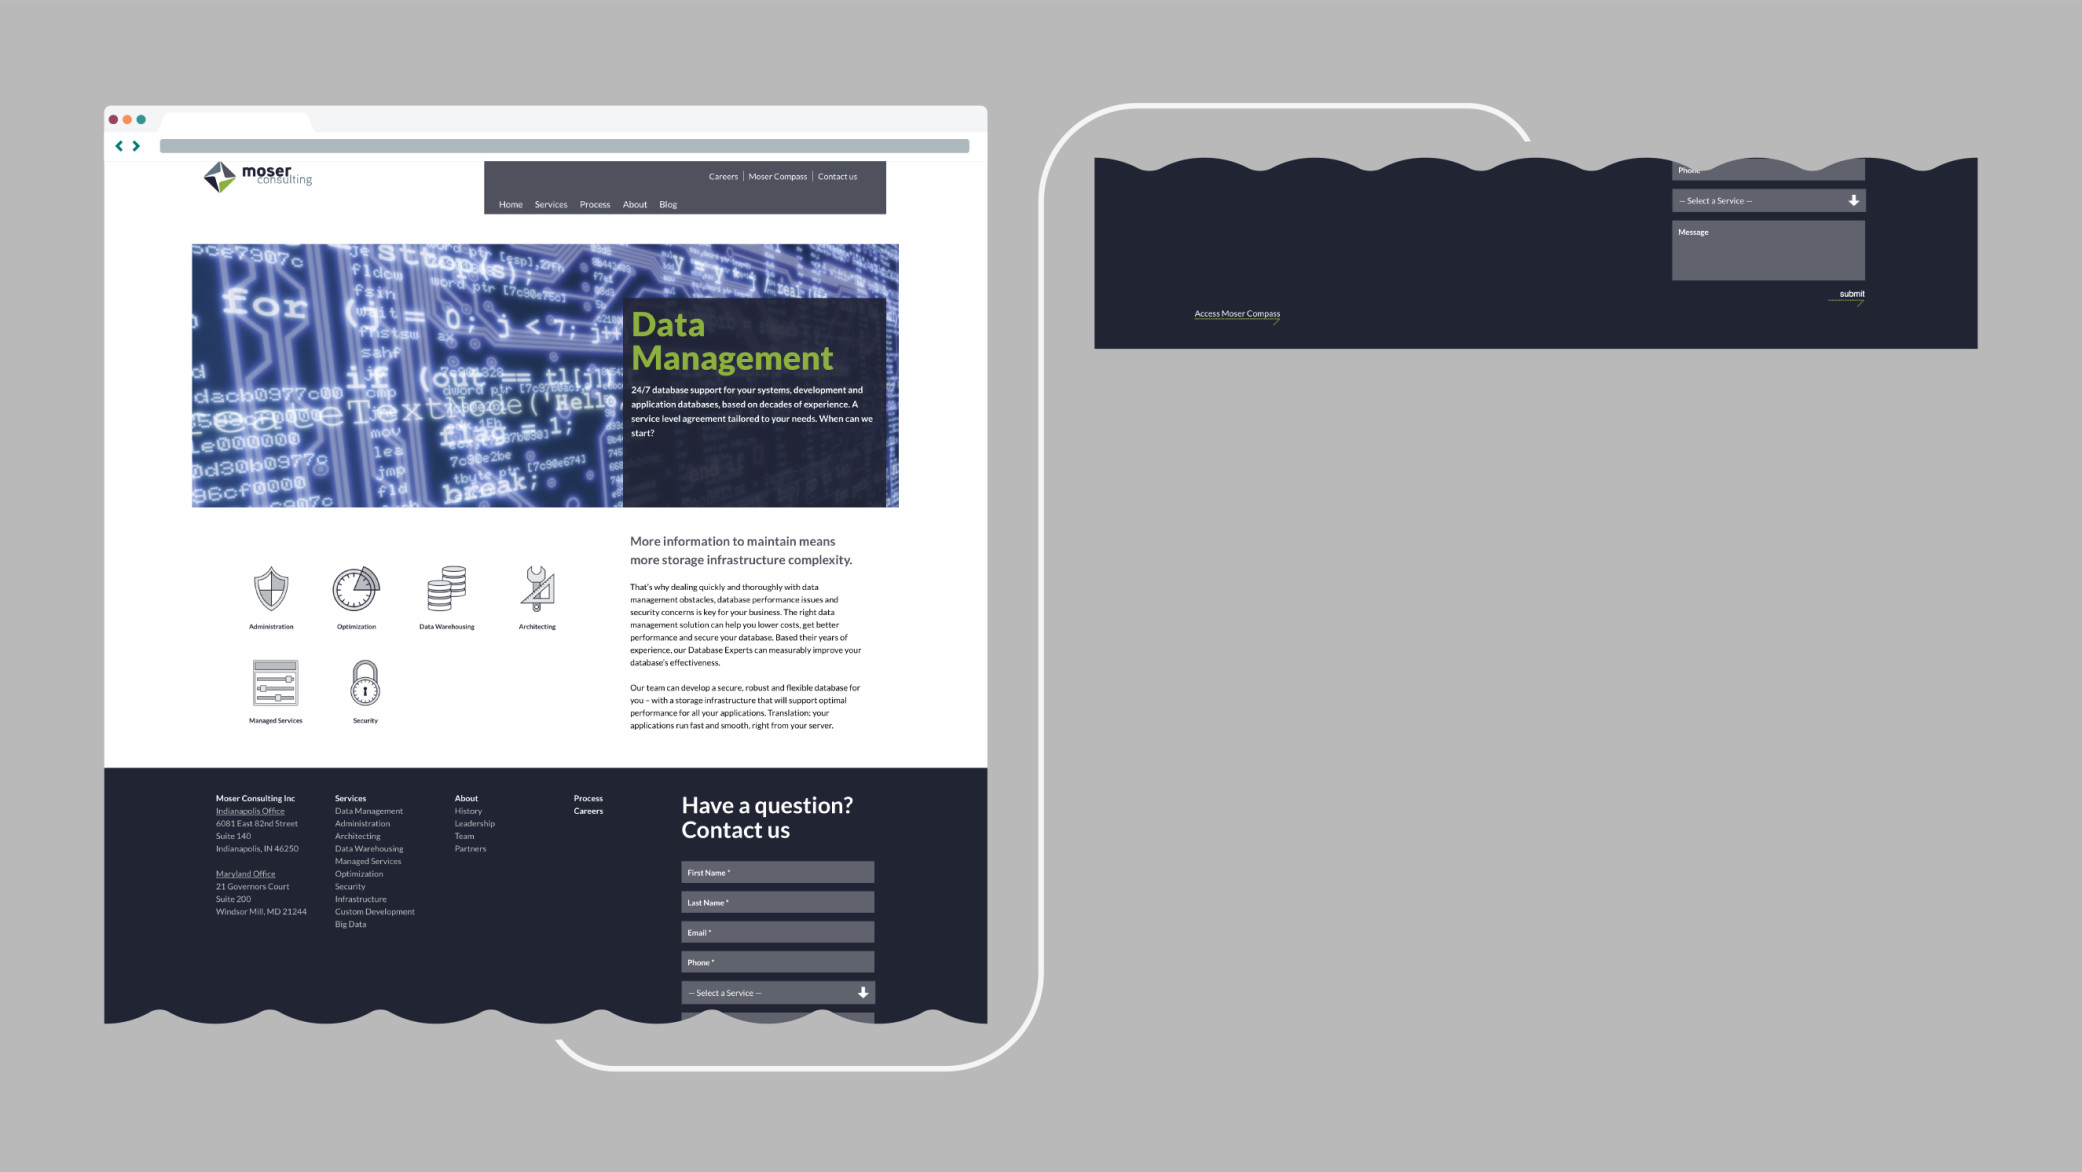 moser
consulting
Careers | Moser Compass | Contact us
Home Services Process About Blog
Data
Management
24/7 database support for your systems, development and
application databases, based on decades of experience. A
service level agreement tailored to your needs. When can we
start?
More information to maintain means
more storage infrastructure complexity.
That's why dealing quickly and thoroughly with data
management obstacles, database performance issues and
security concerns is key for your business. The right data
management solution can help you lower costs, get better
performance and secure your database. Based their years of
experience, our Database Experts can measurably improve your
database's effectiveness.
Our team can develop a secure, robust and flexible database for
you – with a storage infrastructure that will support optimal
performance for all your applications. Translation: your
applications run fast and smooth, right from your server.
Administration
Optimization
Data Warehousing
Architecting
Managed Services
Security
Moser Consulting Inc
Indianapolis Office
6081 East 82nd Street
Suite 140
Indianapolis, IN 46250
Maryland Office
21 Governors Court
Suite 200
Windsor Mill, MD 21244
Services
Data Management
Administration
Architecting
Data Warehousing
Managed Services
Optimization
Security
Infrastructure
Custom Development
Big Data
About
History
Leadership
Team
Partners
Process
Careers
Have a question?
Contact us
First Name *
Last Name *
Email *
Phone *
— Select a Service —
Phone
— Select a Service —
Message
submit
Access Moser Compass